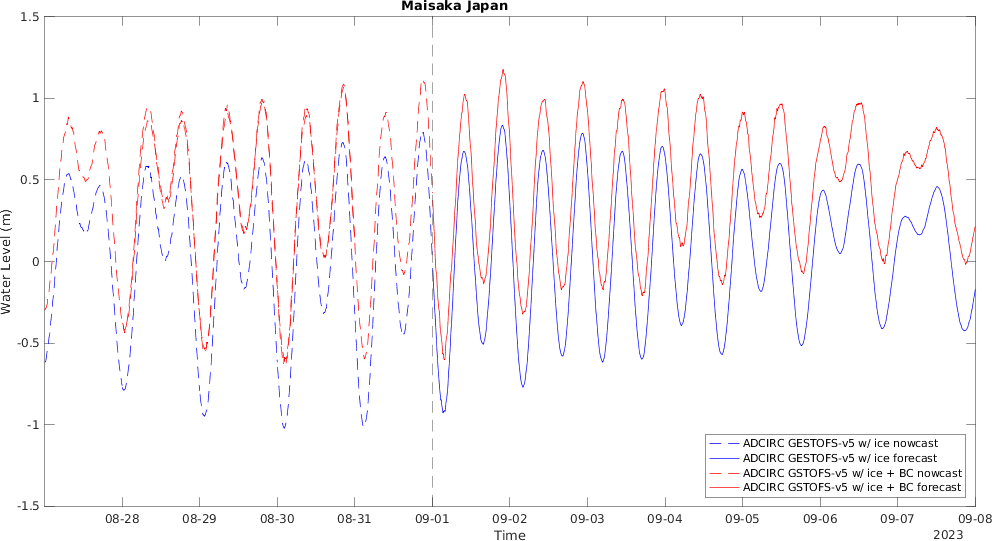 Maisaka Japan
1.5
1
0.5
0
-0.5
-1
-1.5
Water Level (m)
ADCIRC GESTOFS-v5 w/ ice nowcast
ADCIRC GESTOFS-v5 w/ ice forecast
ADCIRC GSTOFS-v5 w/ ice + BC nowcast
ADCIRC GSTOFS-v5 w/ ice + BC forecast
08-28 08-29 08-30 08-31 09-01 09-02 09-03 09-04 09-05 09-06 09-07 09-08
Time
2023